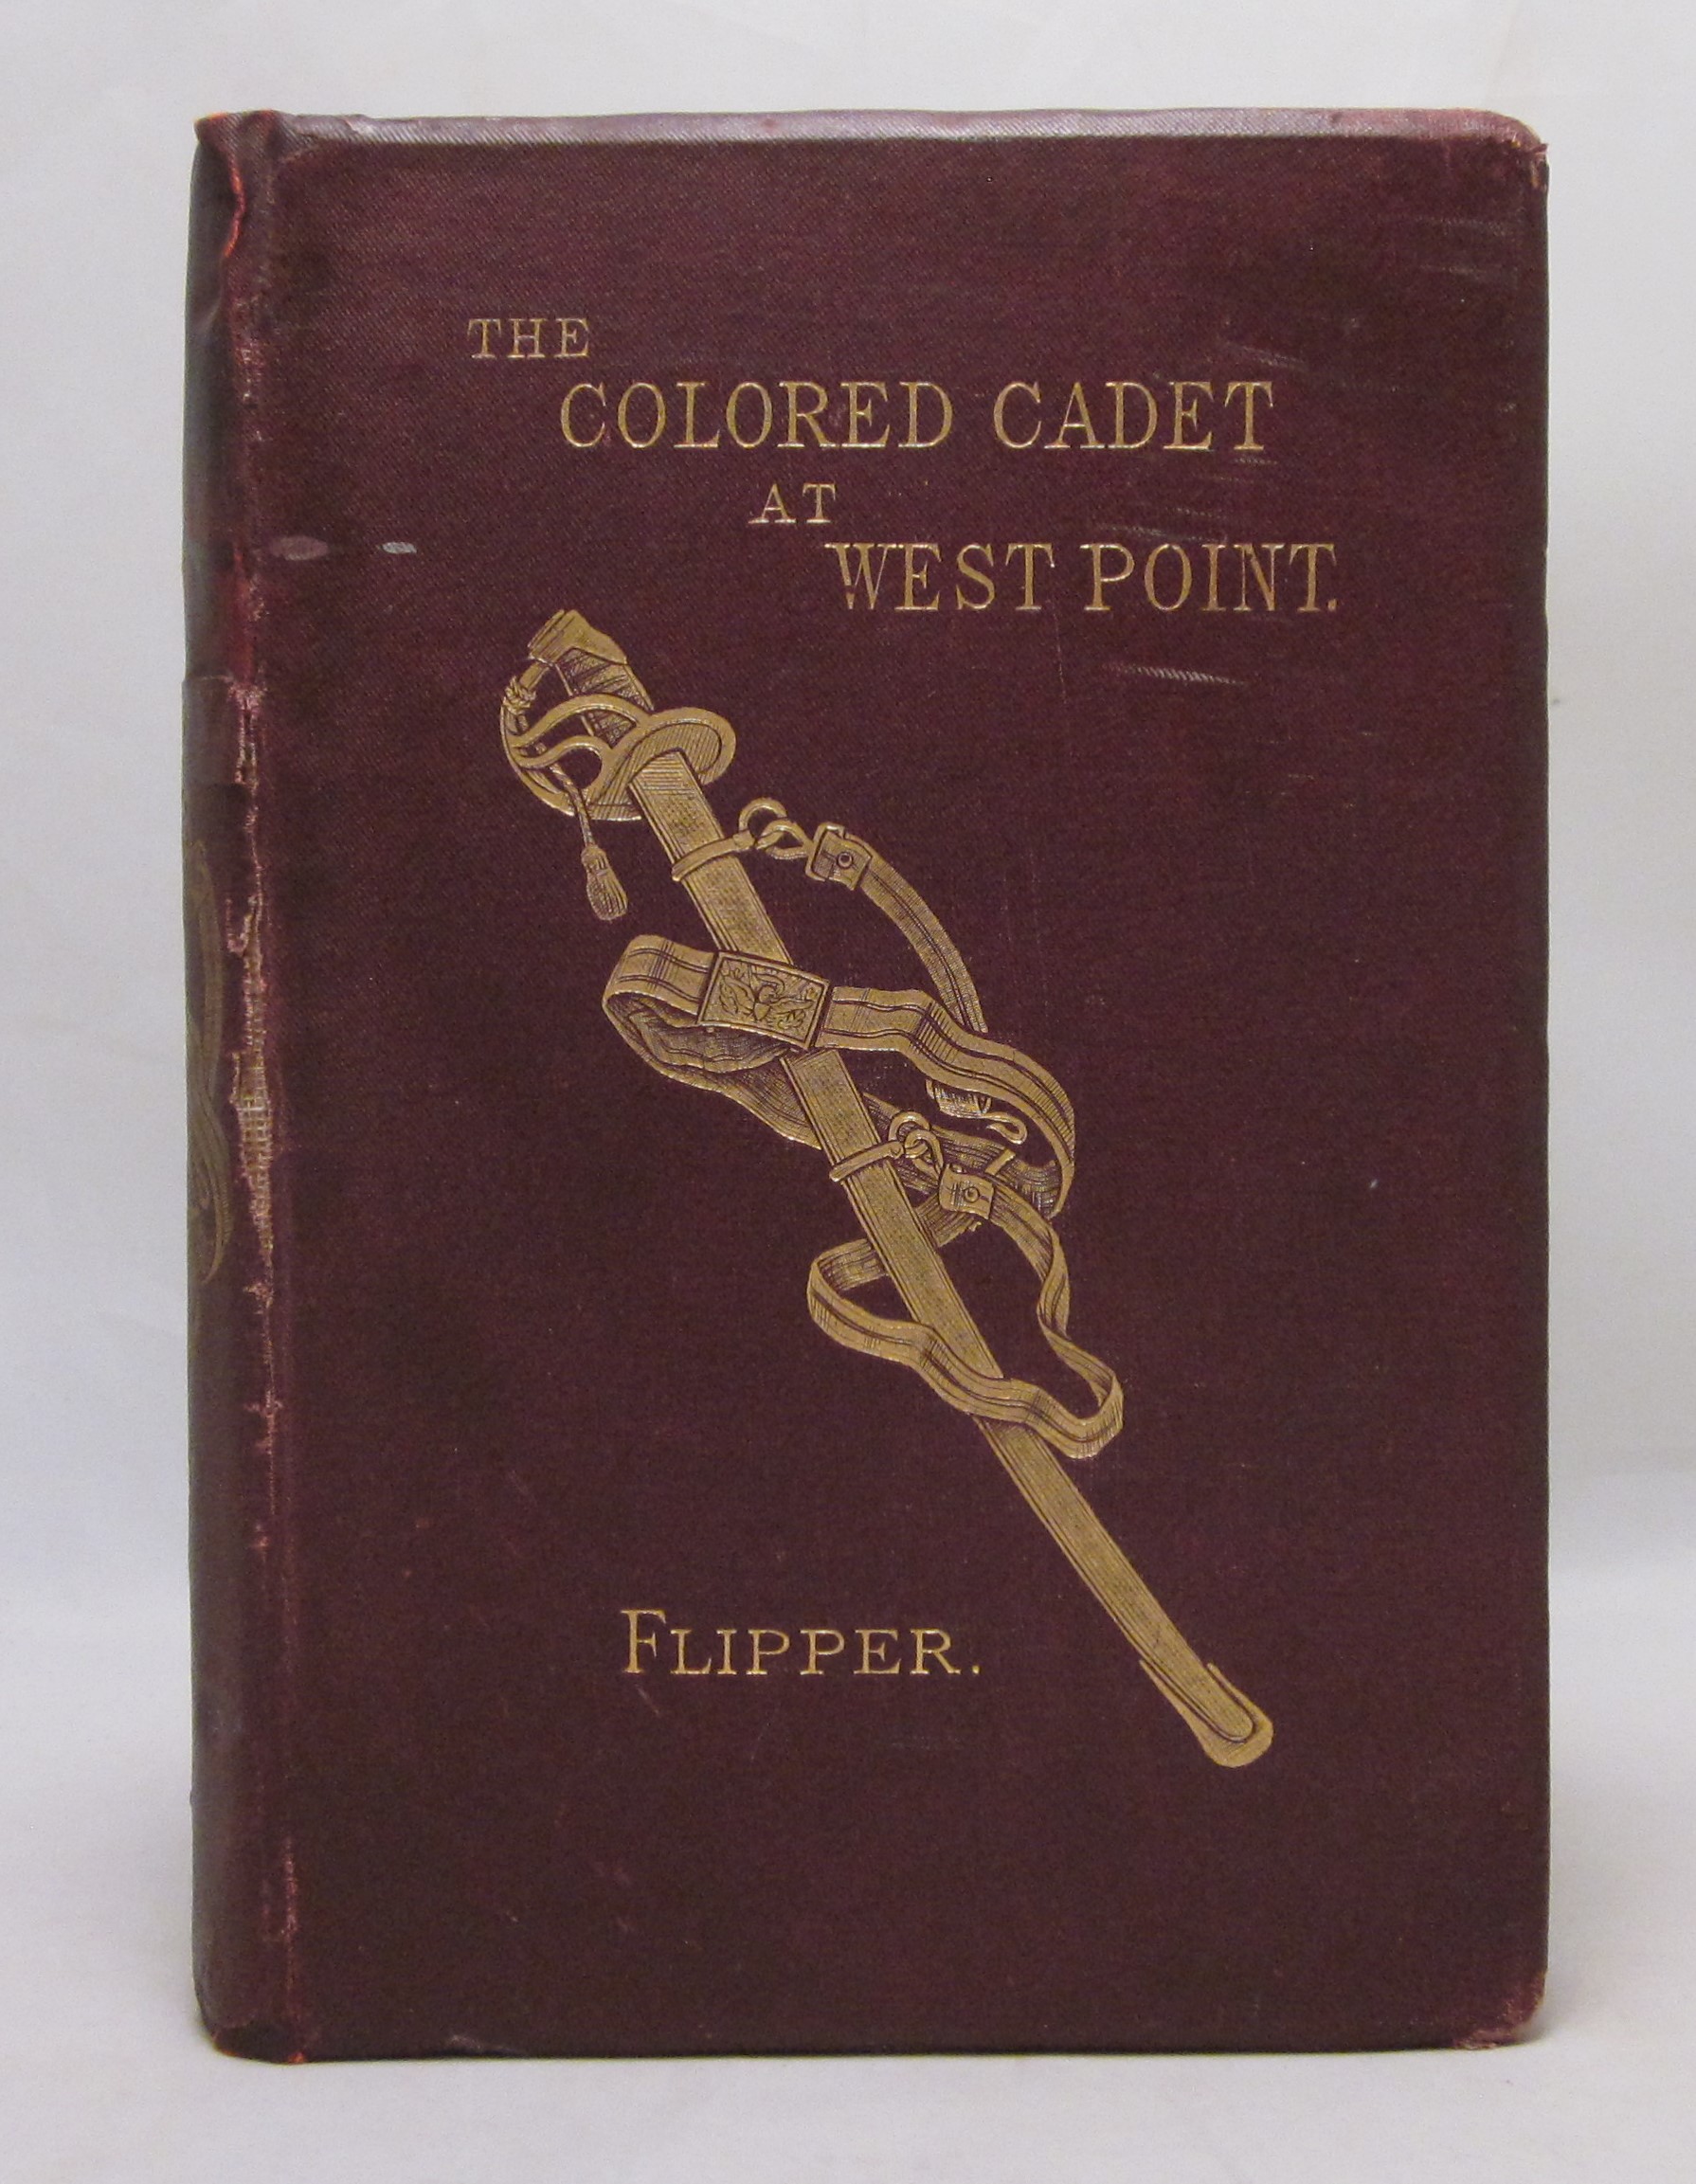 THE
COLORED CADET
AT
WEST POINT.
FLIPPER.